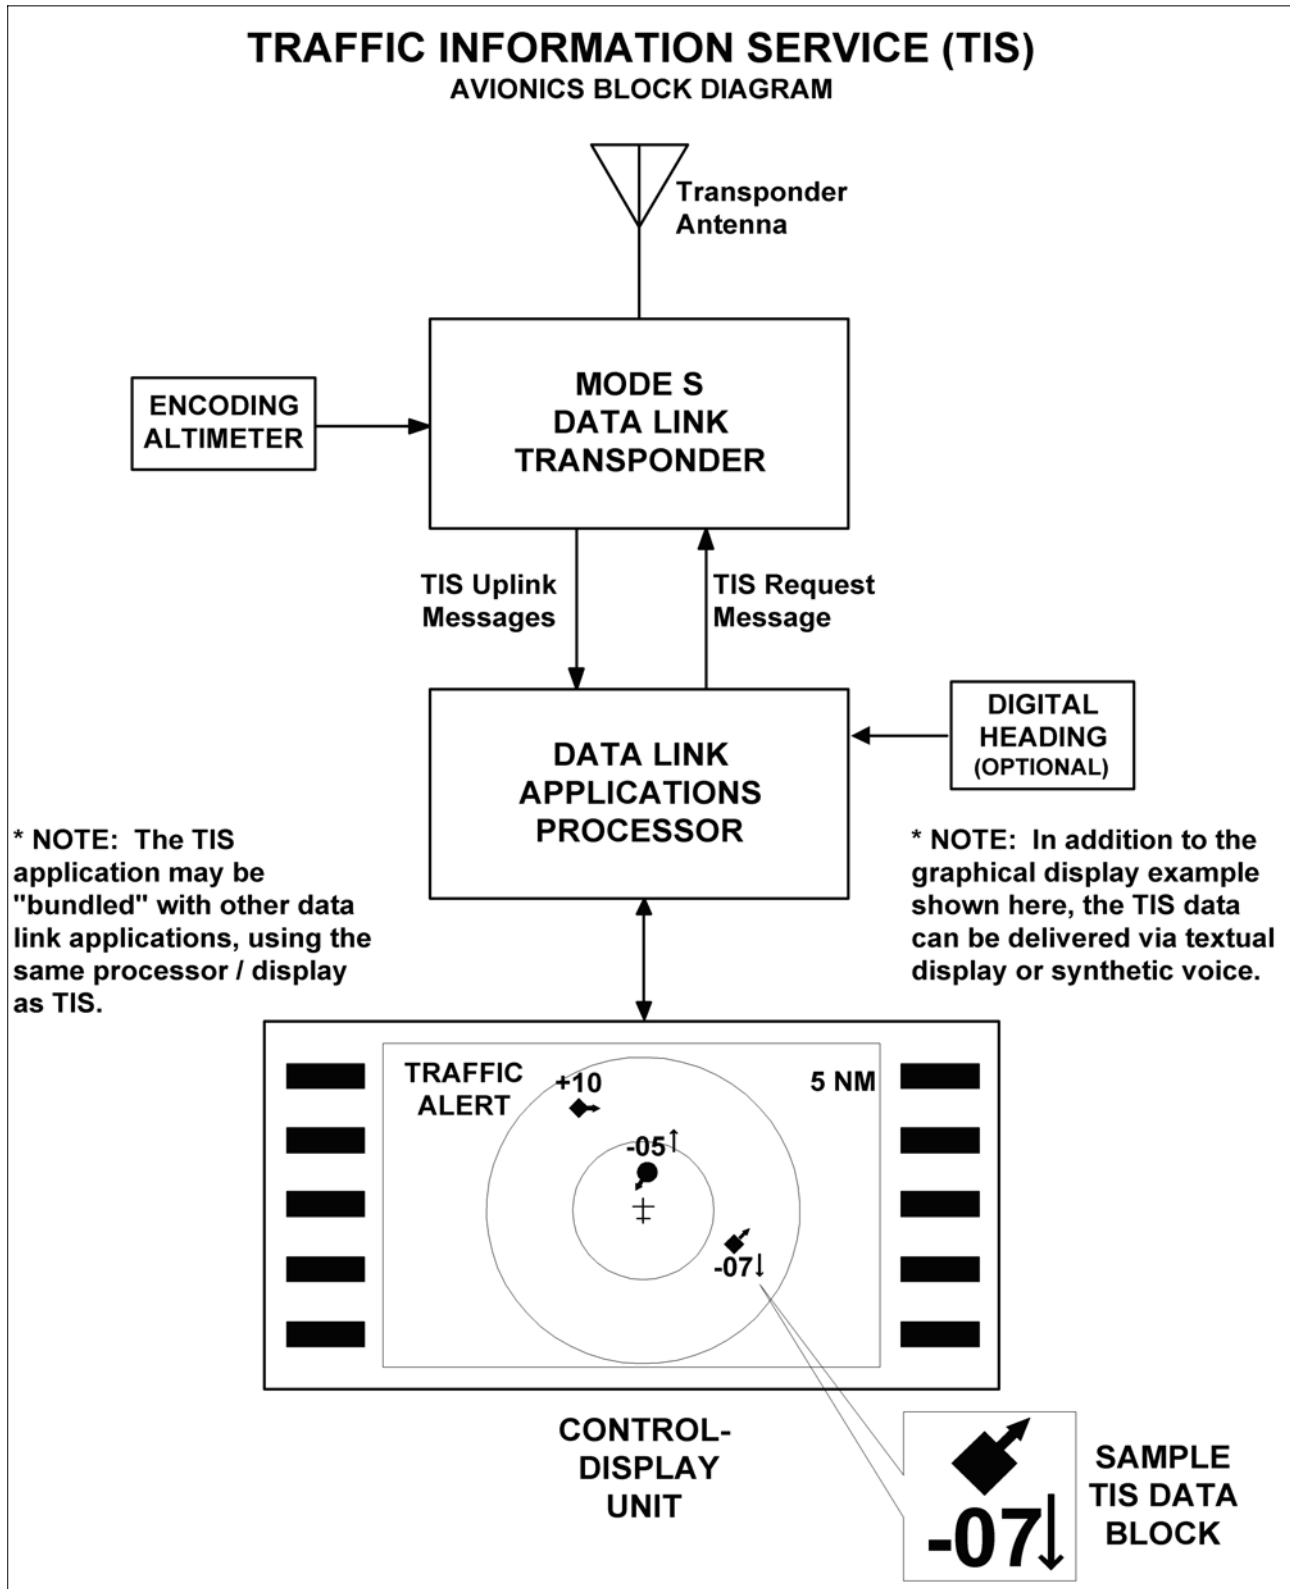 TRAFFIC INFORMATION SERVICE (TIS)
AVIONICS BLOCK DIAGRAM
Transponder
Antenna
MODE S
DATA LINK
TRANSPONDER
ENCODING
ALTIMETER
TIS Uplink
Messages
TIS Request
Message
DATA LINK
APPLICATIONS
PROCESSOR
DIGITAL
HEADING
(OPTIONAL)
* NOTE: The TIS
application may be
"bundled" with other data
link applications, using the
same processor / display
as TIS.
* NOTE: In addition to the
graphical display example
shown here, the TIS data
can be delivered via textual
display or synthetic voice.
TRAFFIC
ALERT
+10
5 NM
-05↑
-07↓
CONTROL-
DISPLAY
UNIT
-07↓
SAMPLE
TIS DATA
BLOCK